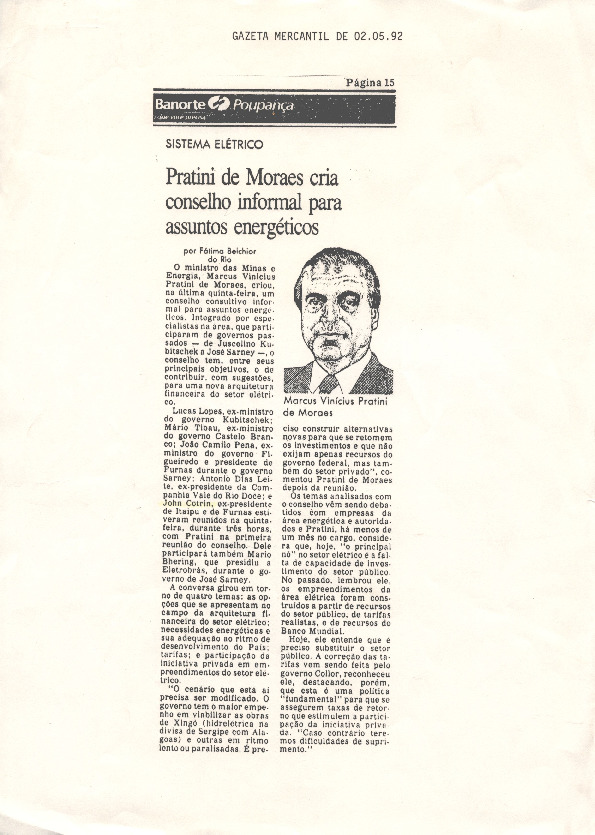 GAZETA MERCANTIL DE 02.05.92
Página 15
Banorte Poupança
SISTEMA ELÉTRICO
Pratini de Moraes cria
conselho informal para
assuntos energéticos
por Fátima Belchior
do Rio
O ministro das Minas e
Energia, Marcus Vinícius
Pratini de Moraes, criou,
na última quinta-feira, um
conselho consultivo infor-
mal para assuntos energé-
ticos. Integrado por espe-
cialistas na área, que parti-
ciparam de governos pas-
sados — de Juscelino Ku-
bitschek a José Sarney —, o
conselho tem, entre seus
principais objetivos, o de
contribuir, com sugestões,
para uma nova arquitetura
financeira do setor elétri-
co.
Lucas Lopes, ex-ministro
do governo Kubitschek;
Mário Tibau, ex-ministro
do governo Castelo Bran-
co; João Camilo Pena, ex-
ministro do governo Fi-
gueiredo e presidente de
Furnas durante o governo
Sarney; Antonio Dias Lei-
te, ex-presidente da Com-
panhia Vale do Rio Doce; e
John Cotrin, ex-presidente
de Itaipu e de Furnas esti-
veram reunidos na quinta-
feira, durante três horas,
com Pratini na primeira
reunião do conselho. Dele
participará também Mario
Bhering, que presidiu a
Eletrobrás, durante o go-
verno de José Sarney.
A conversa girou em tor-
no de quatro temas: as op-
ções que se apresentam no
campo da arquitetura fi-
nanceira do setor elétrico;
necessidades energéticas e
sua adequação ao ritmo de
desenvolvimento do País;
tarifas; e participação da
iniciativa privada em em-
preendimentos do setor elé-
trico.
"O cenário que está aí
precisa ser modificado. O
governo tem o maior empe-
nho em viabilizar as obras
de Xingó (hidrelétrica na
divisa de Sergipe com Ala-
goas) e outras em ritmo
lento ou paralisadas. É pre-
Marcus Vinícius Pratini
de Moraes
ciso construir alternativas
novas para que se retomem
os investimentos e que não
exijam apenas recursos do
governo federal, mas tam-
bém do setor privado", co-
mentou Pratini de Moraes
depois da reunião.
Os temas analisados com
o conselho vêm sendo deba-
tidos com empresas da
área energética e autorida-
des e Pratini, há menos de
um mês no cargo, conside-
ra que, hoje, "o principal
nó" no setor elétrico é a fal-
ta de capacidade de inves-
timento do setor público.
No passado, lembrou ele,
os empreendimentos da
área elétrica foram cons-
truídos a partir de recursos
do setor público, de tarifas
realistas, e de recursos do
Banco Mundial.
Hoje, ele entende que é
preciso substituir o setor
público. A correção das ta-
rifas vem sendo feita pelo
governo Collor, reconheceu
ele, destacando, porém,
que esta é uma política
"fundamental" para que se
assegurem taxas de retor-
no que estimulem a partici-
pação da iniciativa priva-
da. "Caso contrário tere-
mos dificuldades de supri-
mento."